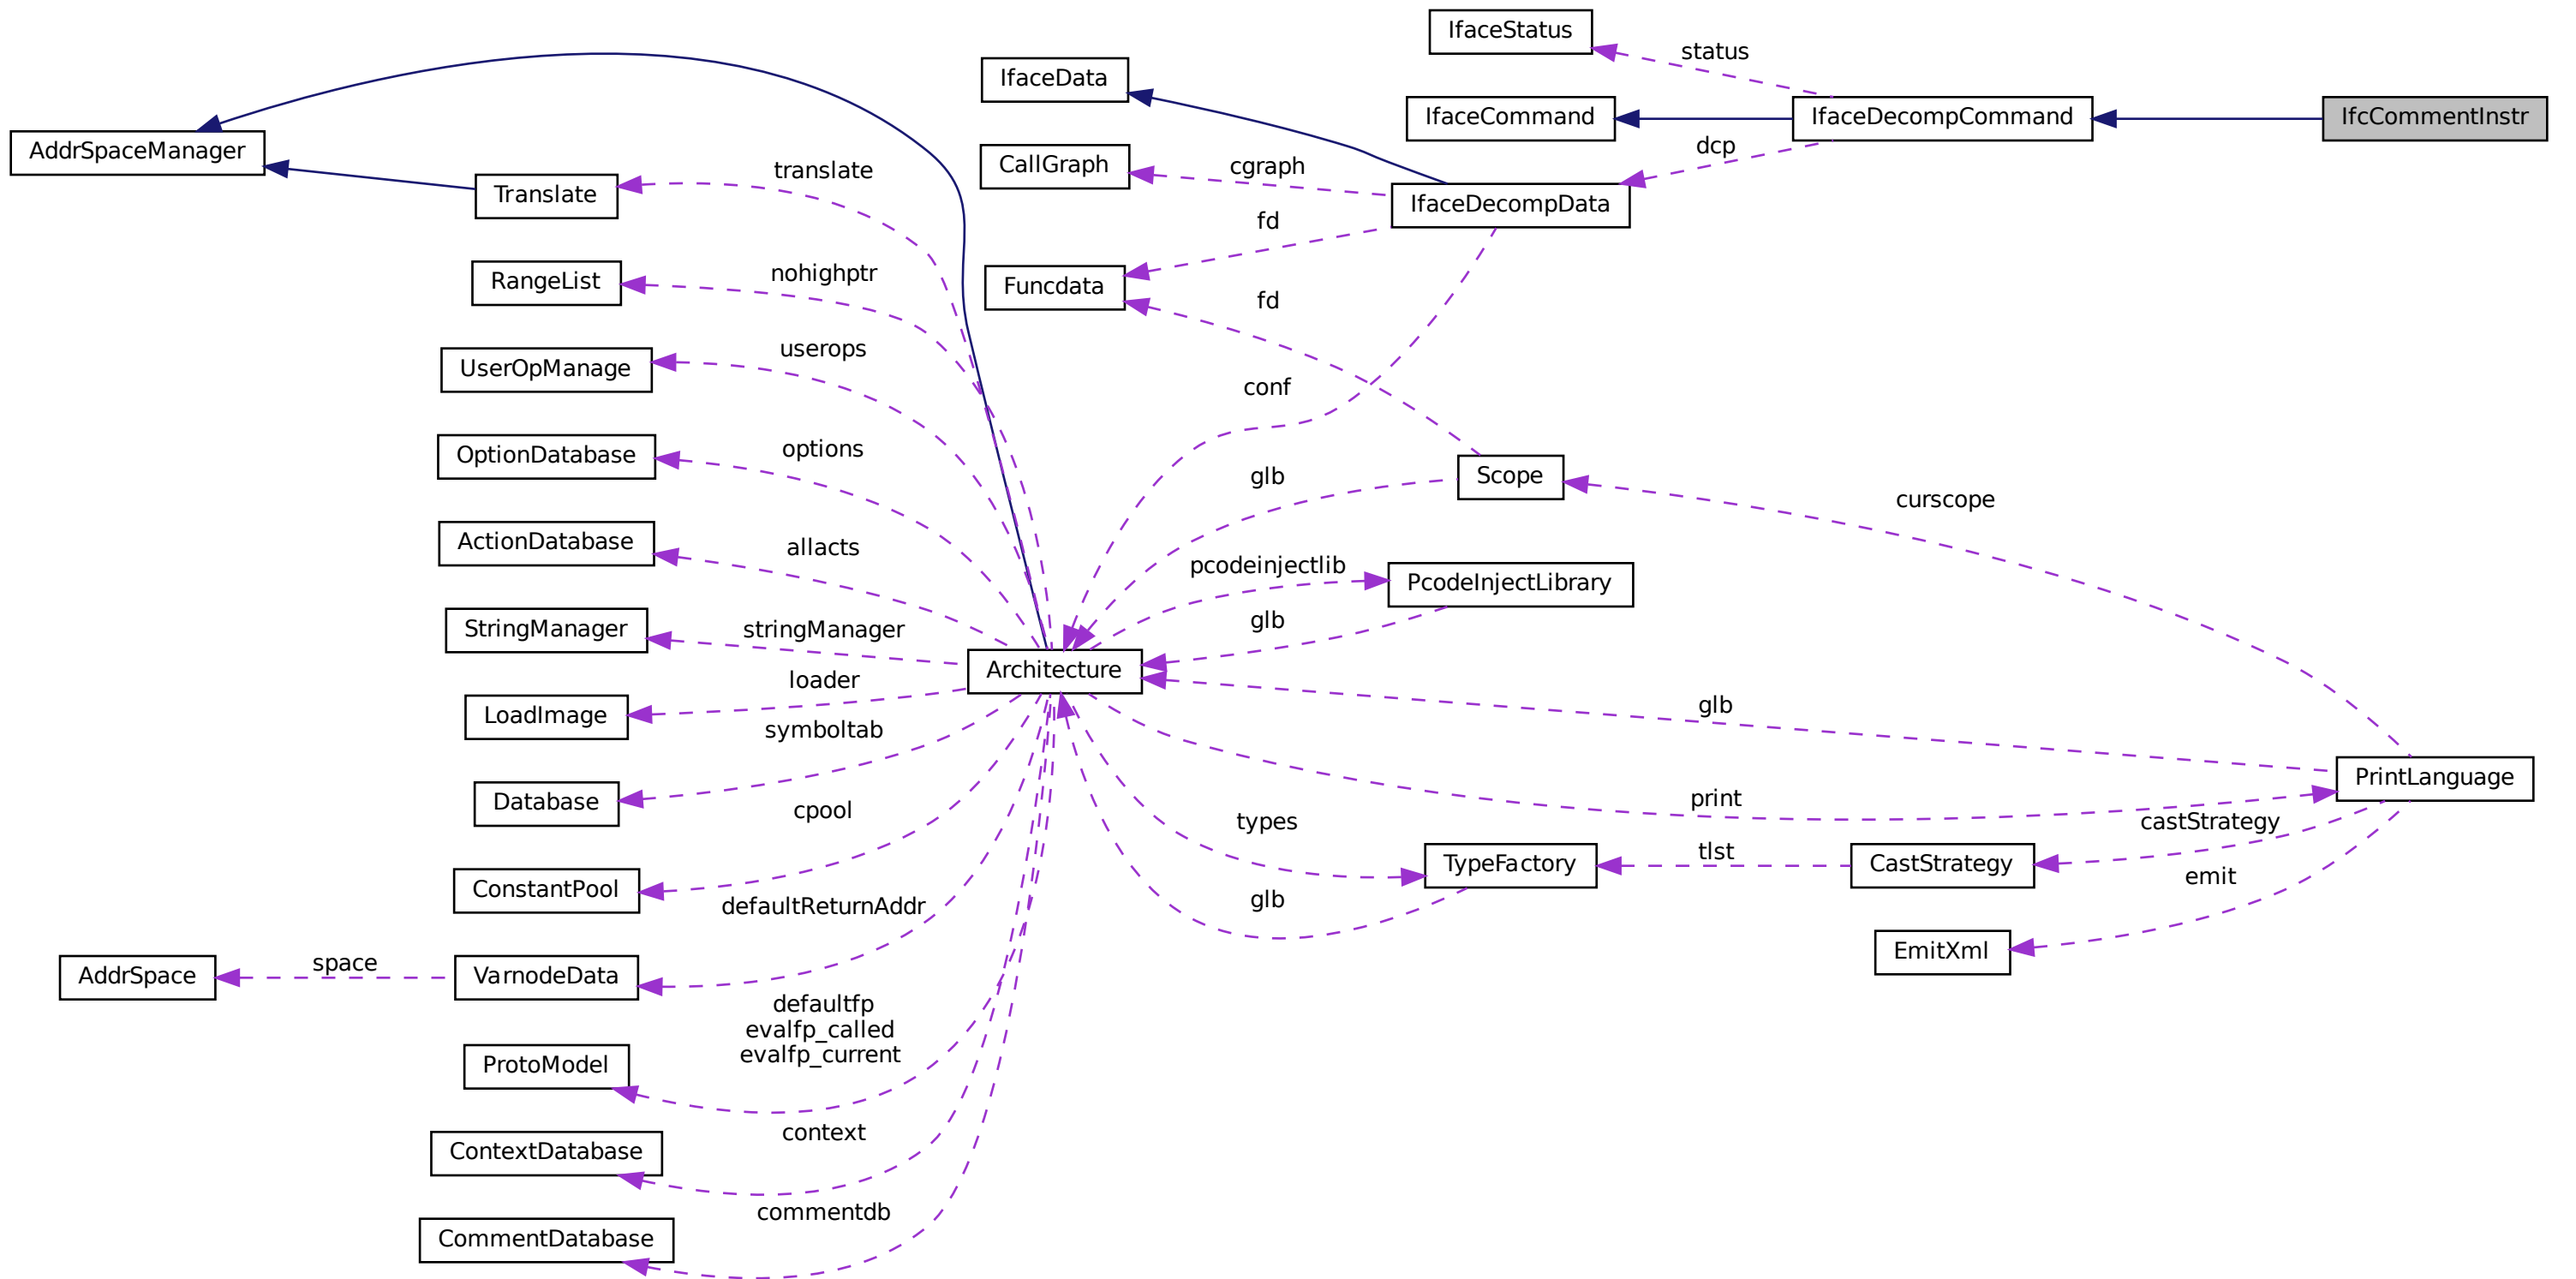 IfaceStatus
status
IfaceData
IfaceCommand
IfaceDecompCommand
IfcCommentInstr
AddrSpaceManager
dcp
CallGraph
cgraph
translate
Translate
IfaceDecompData
fd
nohighptr
RangeList
Funcdata
fd
userops
UserOpManage
conf
options
OptionDatabase
glb
Scope
curscope
allacts
ActionDatabase
pcodeinjectlib
PcodeInjectLibrary
glb
stringManager
StringManager
Architecture
loader
LoadImage
glb
symboltab
PrintLanguage
Database
print
cpool
types
castStrategy
tlst
TypeFactory
CastStrategy
ConstantPool
emit
glb
defaultReturnAddr
EmitXml
space
AddrSpace
VarnodeData
defaultfp
evalfp_called
evalfp_current
ProtoModel
context
ContextDatabase
commentdb
CommentDatabase